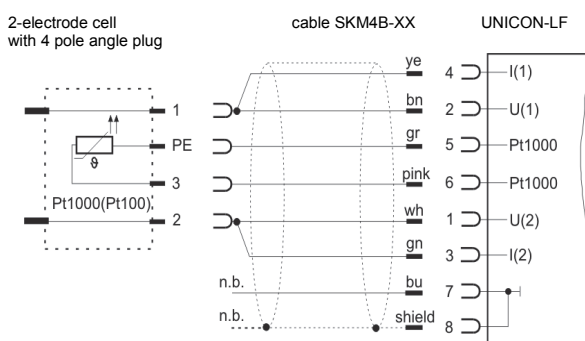 2-electrode cell
with 4 pole angle plug
cable SKM4B-XX
UNICON-LF
ye 4 I(1)
1 bn 2 U(1)
PE gr 5 Pt1000
ϑ
3 pink 6 Pt1000
Pt1000(Pt100)
2 wh 1 U(2)
gn 3 I(2)
n.b. bu 7
n.b. shield 8